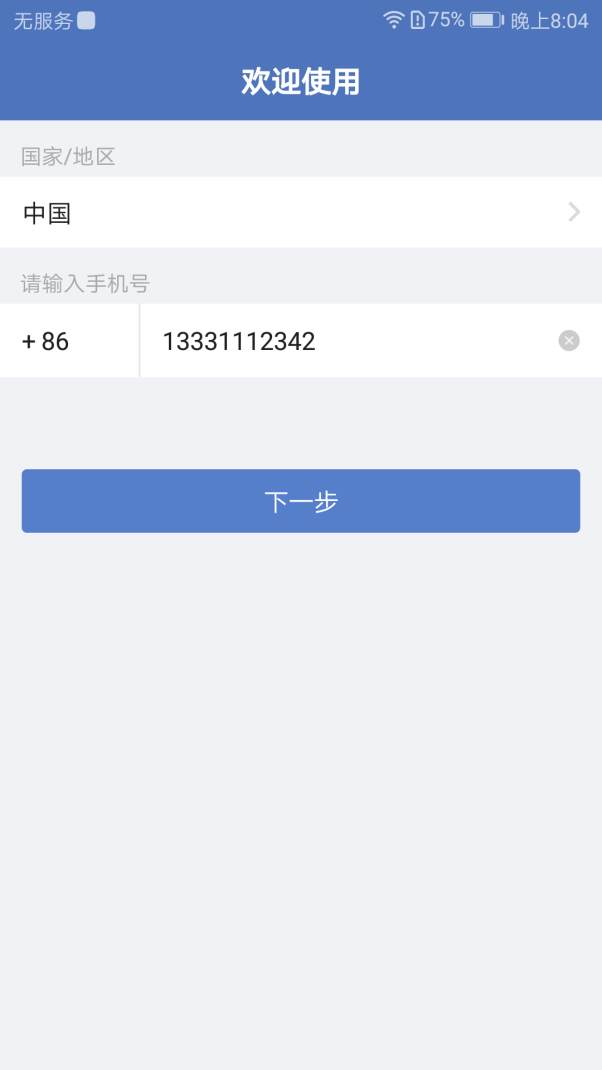 无服务 75% 晚上8:04
欢迎使用
国家/地区
中国
请输入手机号
+ 86 13331112342
下一步